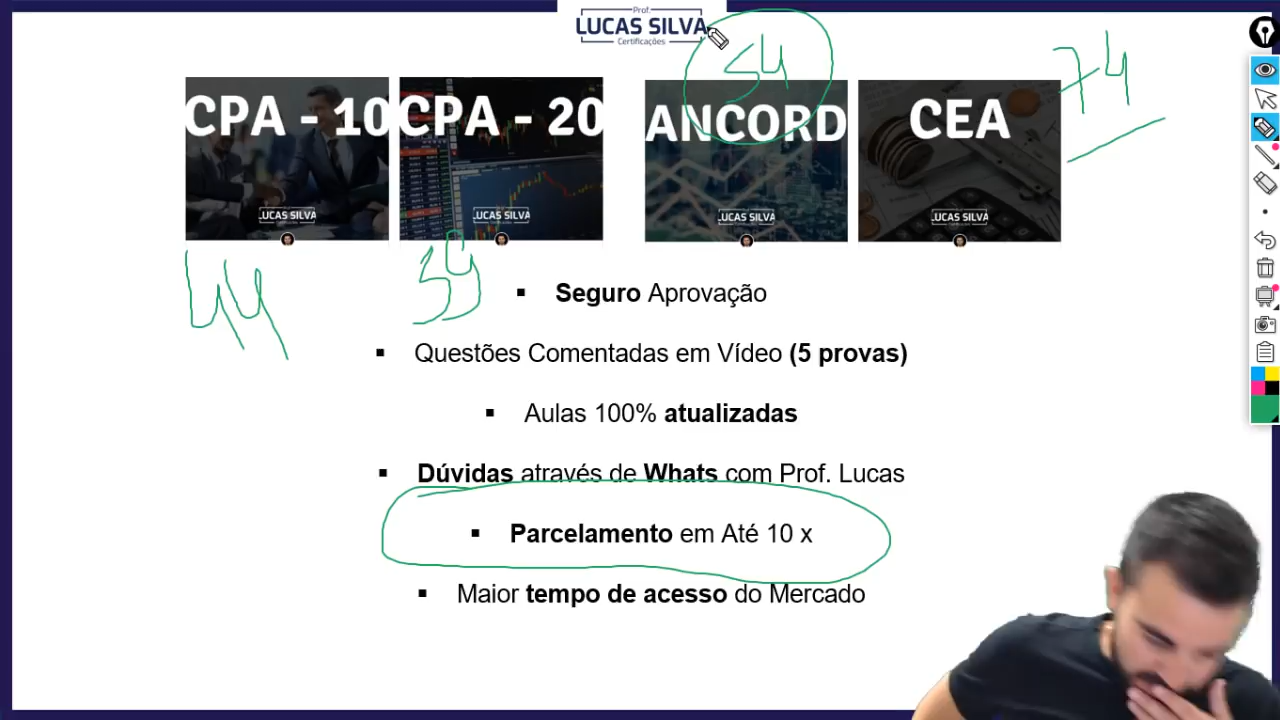 Prof.
LUCAS SILVA
Certificações
54
74
CPA - 10
CPA - 20
ANCORD
CEA
LUCAS SILVA
LUCAS SILVA
LUCAS SILVA
LUCAS SILVA
44
▪ Seguro Aprovação
▪ Questões Comentadas em Vídeo (5 provas)
▪ Aulas 100% atualizadas
▪ Dúvidas através de Whats com Prof. Lucas
▪ Parcelamento em Até 10 x
▪ Maior tempo de acesso do Mercado